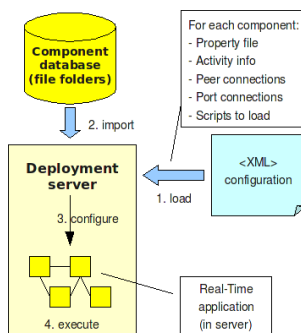 Component
database
(file folders)
For each component:
- Property file
- Activity info
- Peer connections
- Port connections
- Scripts to load
2. import
Deployment
server
1. load
<XML>
configuration
3. configure
4. execute
Real-Time
application
(in server)